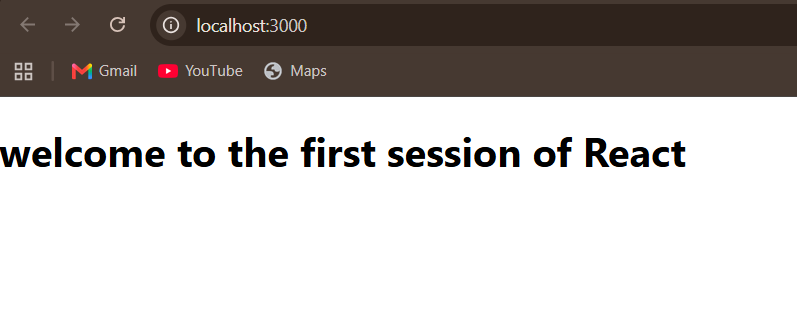 localhost:3000
Gmail YouTube Maps
welcome to the first session of React